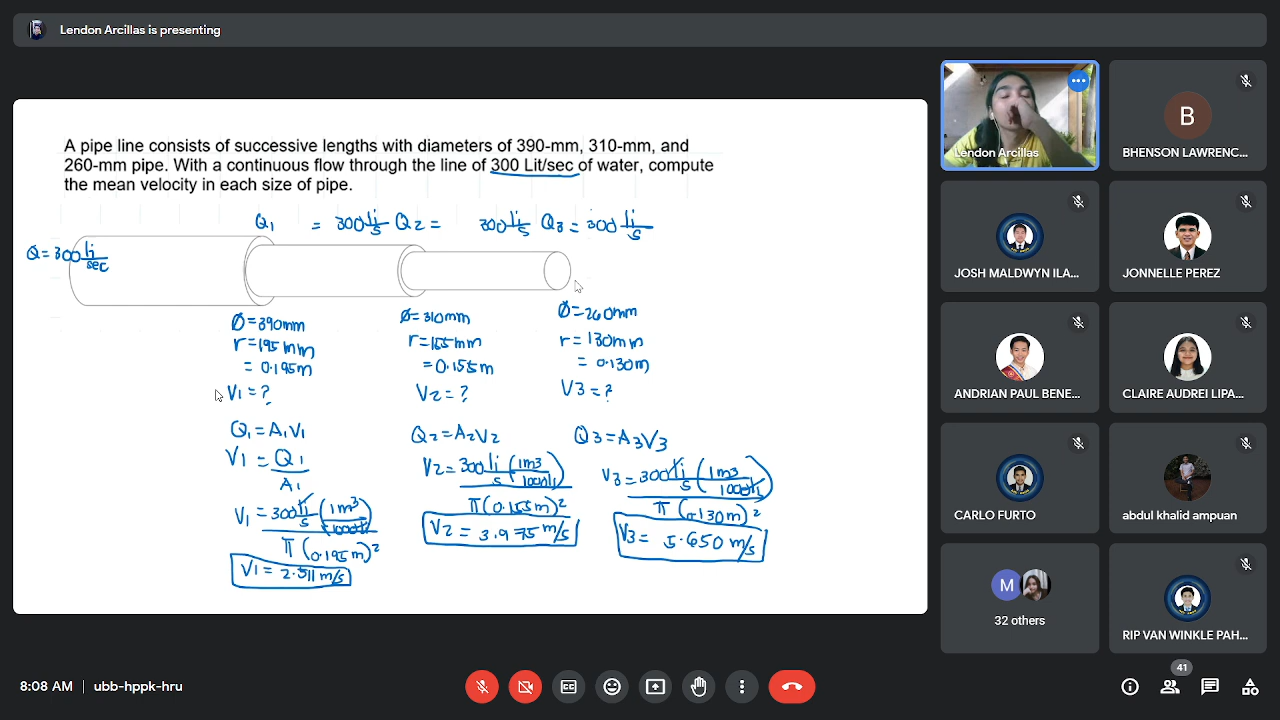 Lendon Arcillas is presenting
A pipe line consists of successive lengths with diameters of 390-mm, 310-mm, and
260-mm pipe. With a continuous flow through the line of 300 Lit/sec of water, compute
the mean velocity in each size of pipe.
Q1 = 300 li/s Q2 = 300 li/s Q3 = 300 li/s
Q = 300 li/sec
Ø = 390mm
r = 195 mm
= 0.195m
V1 = ?
Q1 = A1V1
V1 = Q1/A1
V1 = 300 li/s (1m3/1000li)
π(0.195m)2
V1 = 2.511 m/s
Ø = 310mm
r = 155mm
= 0.155m
V2 = ?
Q2 = A2V2
V2 = 300 li/s (1m3/1000li)
π(0.155m)2
V2 = 3.975 m/s
Ø = 260mm
r = 130mm
= 0.130m
V3 = ?
Q3 = A3V3
V3 = 300 li/s (1m3/1000li)
π(0.130m)2
V3 = 5.650 m/s
Lendon Arcillas
B
BHENSON LAWRENC...
JOSH MALDWYN ILA...
JONNELLE PEREZ
ANDRIAN PAUL BENE...
CLAIRE AUDREI LIPA...
CARLO FURTO
abdul khalid ampuan
M
32 others
RIP VAN WINKLE PAH...
8:08 AM | ubb-hppk-hru
41